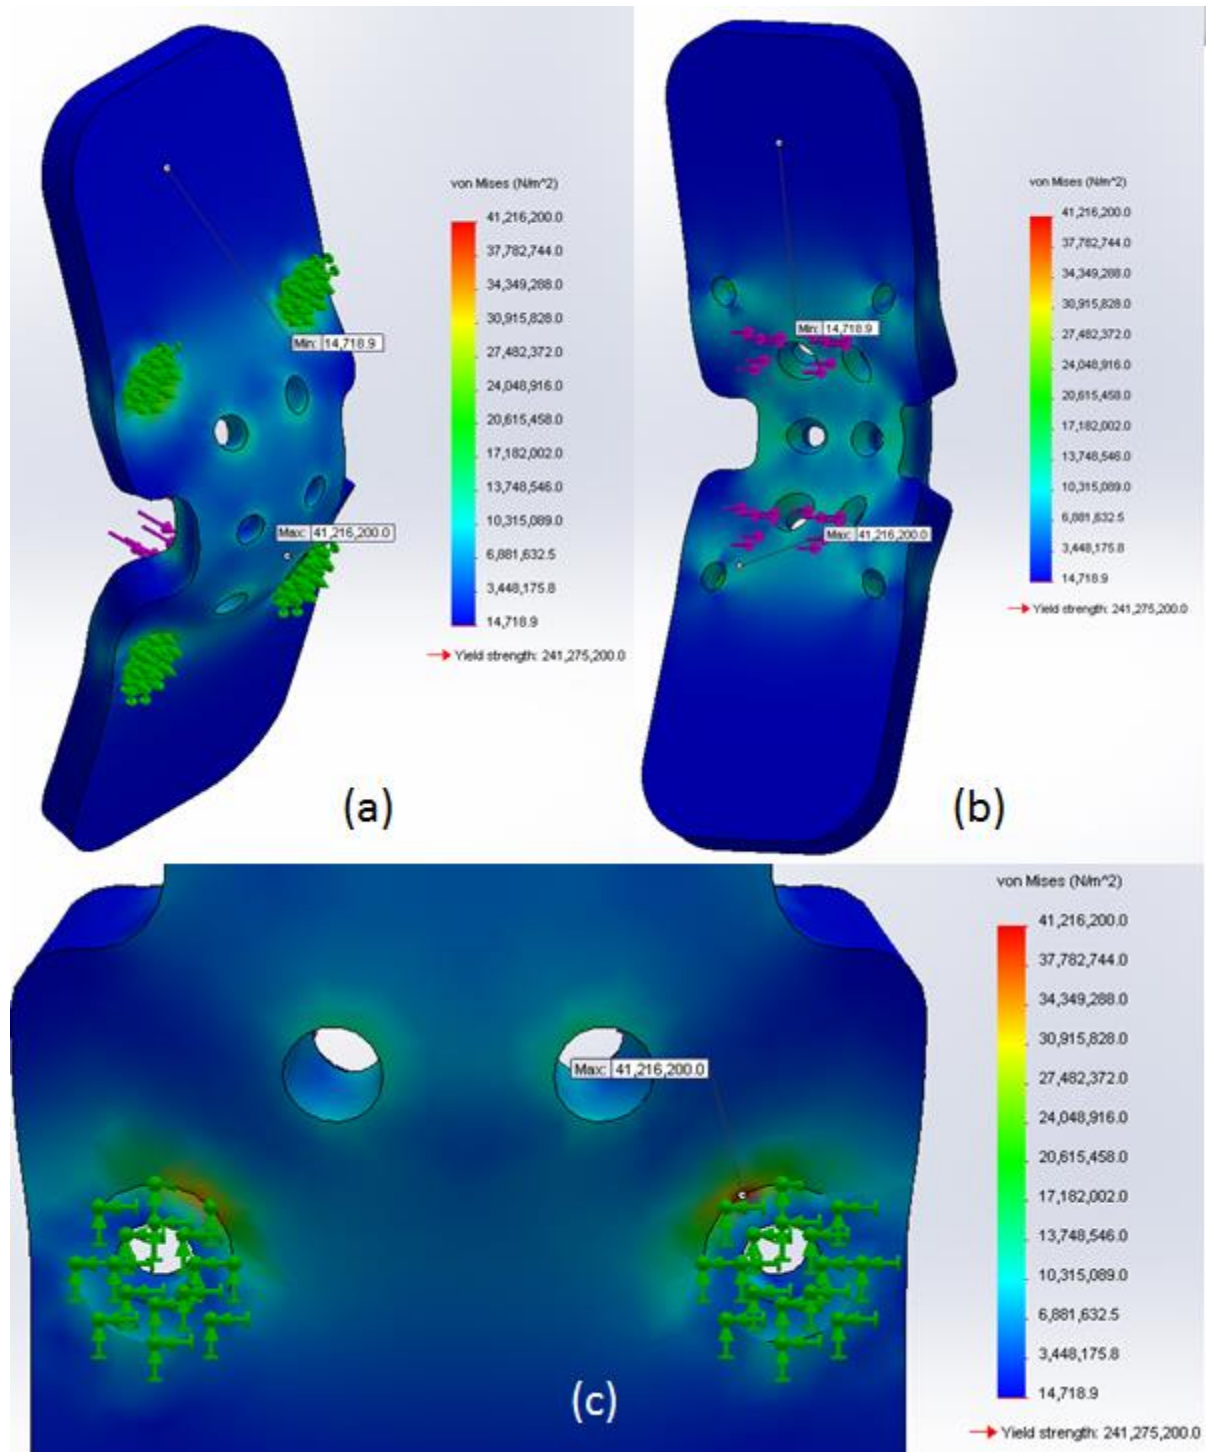 von Mises (N/m^2)
41,216,200.0
37,782,744.0
34,349,288.0
30,915,828.0
27,482,372.0
24,048,916.0
20,615,458.0
17,182,002.0
13,748,546.0
10,315,089.0
6,881,632.5
3,448,175.8
14,718.9
Yield strength: 241,275,200.0
Min: 14,718.9
Max: 41,216,200.0
(a)
von Mises (N/m^2)
41,216,200.0
37,782,744.0
34,349,288.0
30,915,828.0
27,482,372.0
24,048,916.0
20,615,458.0
17,182,002.0
13,748,546.0
10,315,089.0
6,881,632.5
3,448,175.8
14,718.9
Yield strength: 241,275,200.0
Min: 14,718.9
Max: 41,216,200.0
(b)
von Mises (N/m^2)
41,216,200.0
37,782,744.0
34,349,288.0
30,915,828.0
27,482,372.0
24,048,916.0
20,615,458.0
17,182,002.0
13,748,546.0
10,315,089.0
6,881,632.5
3,448,175.8
14,718.9
Yield strength: 241,275,200.0
Max: 41,216,200.0
(c)